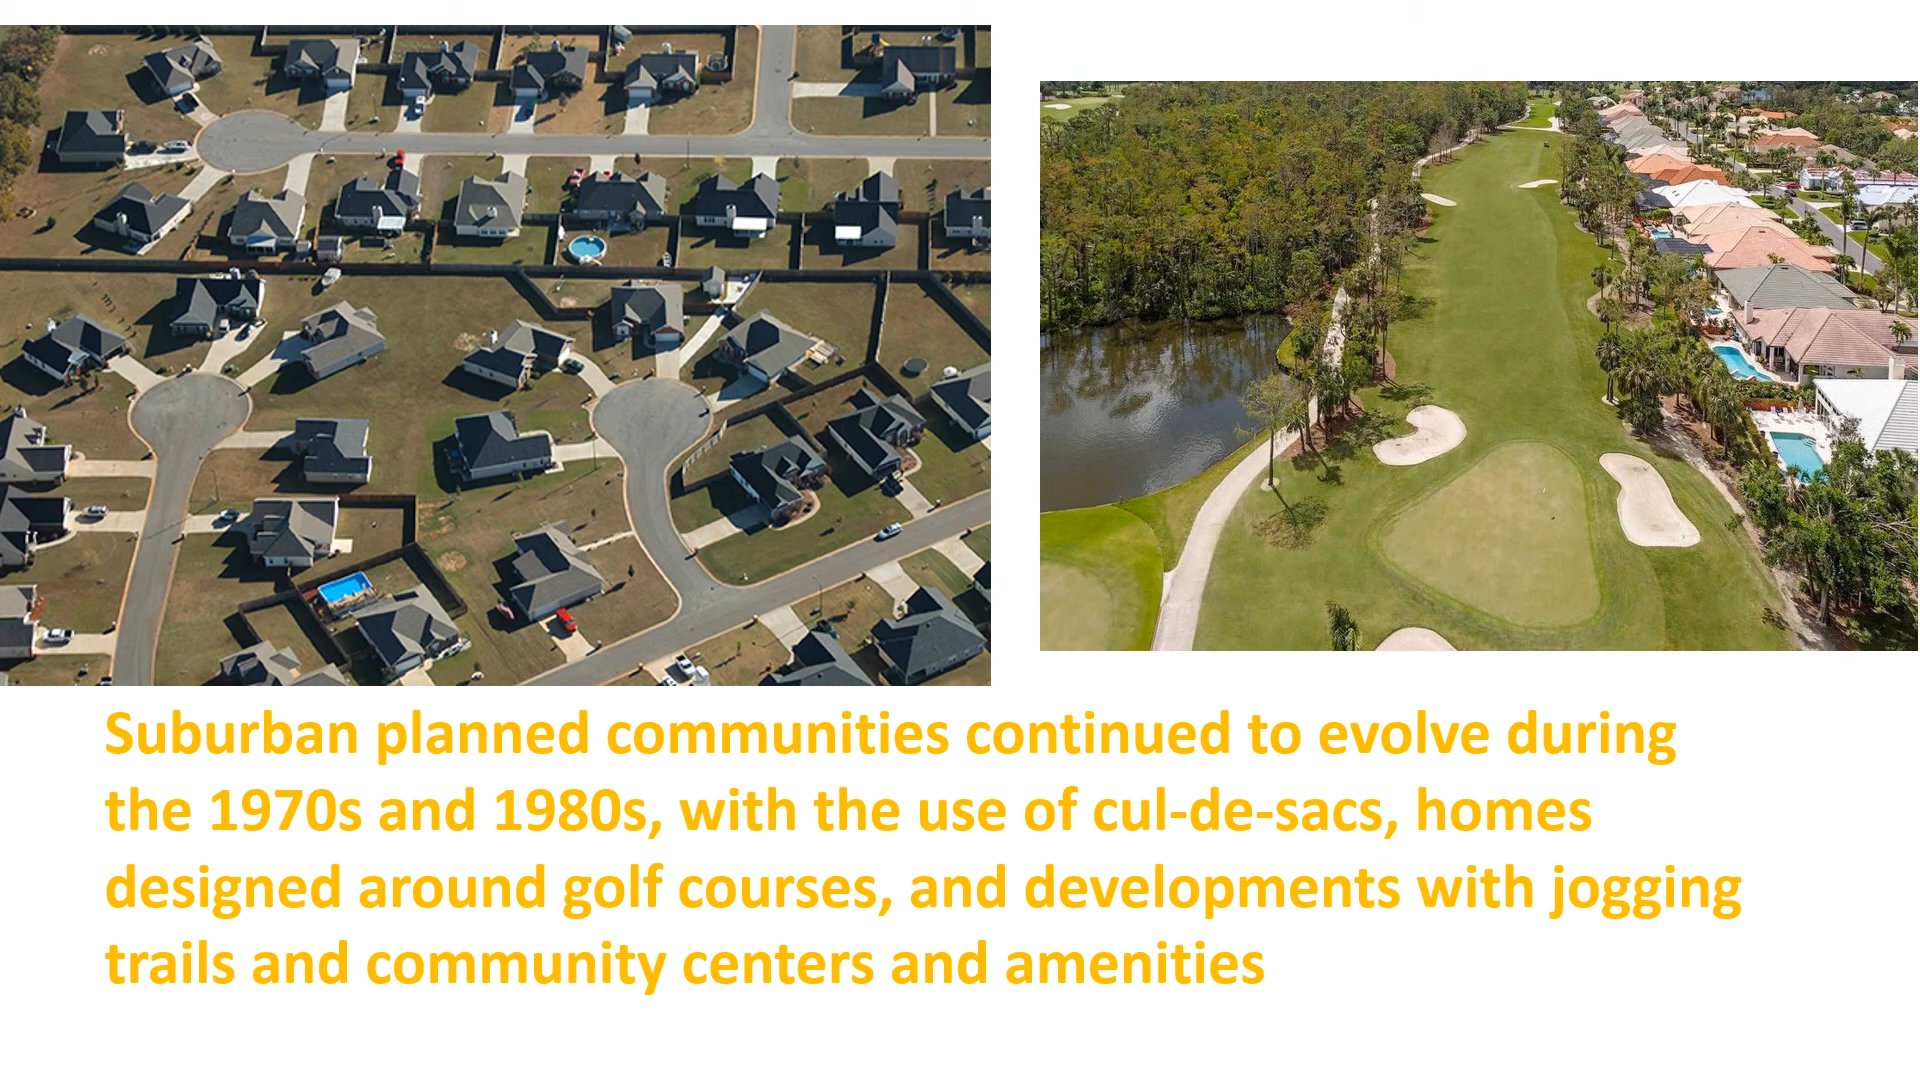 Suburban planned communities continued to evolve during
the 1970s and 1980s, with the use of cul-de-sacs, homes
designed around golf courses, and developments with jogging
trails and community centers and amenities